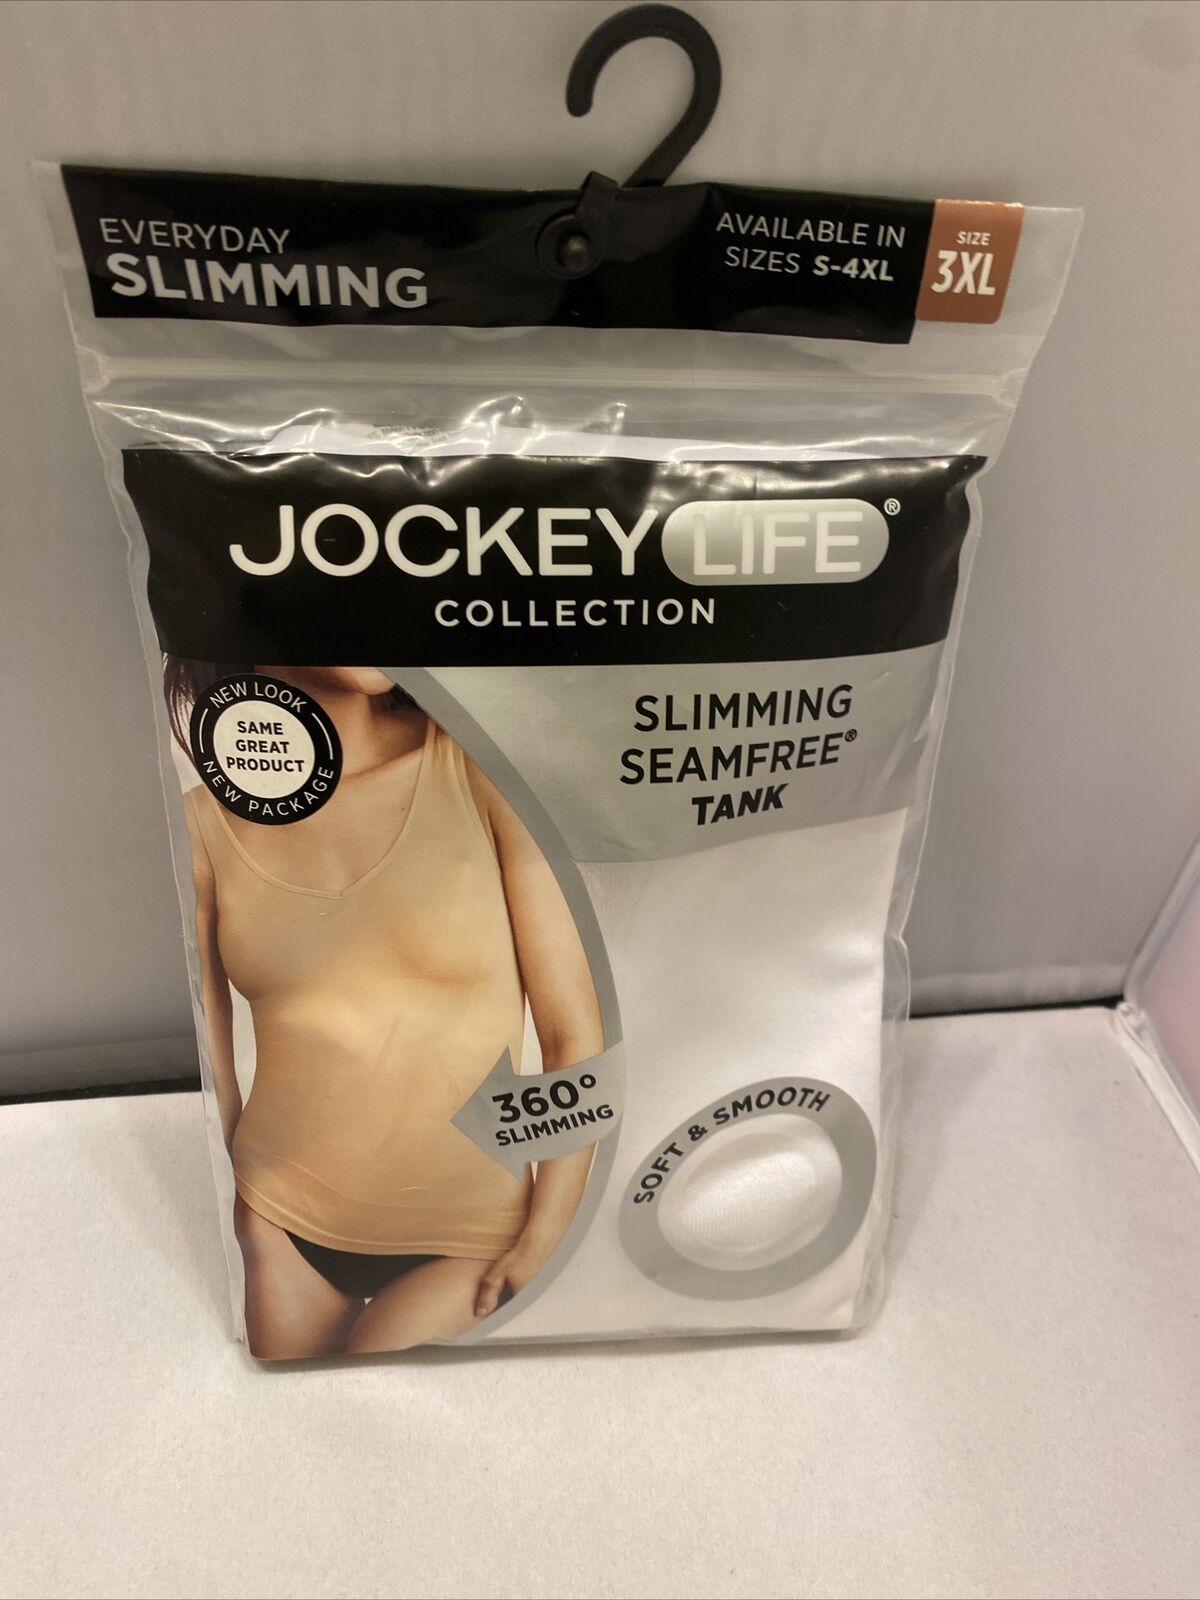 EVERYDAY
SLIMMING
AVAILABLE IN
SIZES S-4XL
SIZE
3XL
JOCKEY LIFE®
COLLECTION
NEW LOOK
SAME
GREAT
PRODUCT
NEW PACKAGE
SLIMMING
SEAMFREE®
TANK
360°
SLIMMING
SOFT & SMOOTH